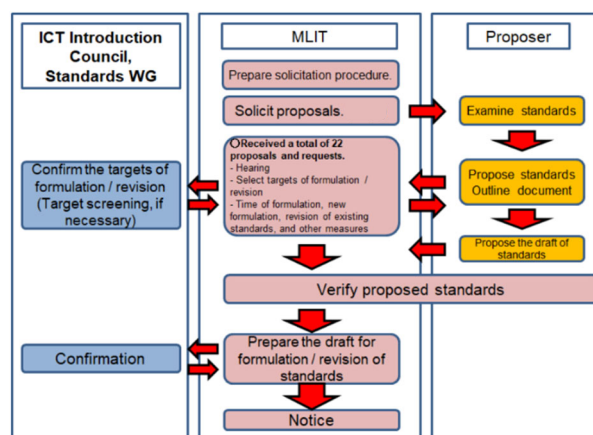 ICT Introduction
Council,
Standards WG
MLIT
Proposer
Prepare solicitation procedure.
Solicit proposals.
Examine standards
OReceived a total of 22
proposals and requests.
- Hearing
- Select targets of formulation /
revision
- Time of formulation, new
formulation, revision of existing
standards, and other measures
Confirm the targets of
formulation / revision
(Target screening, if
necessary)
Propose standards
Outline document
Propose the draft of
standards
Verify proposed standards
Confirmation
Prepare the draft for
formulation / revision of
standards
Notice